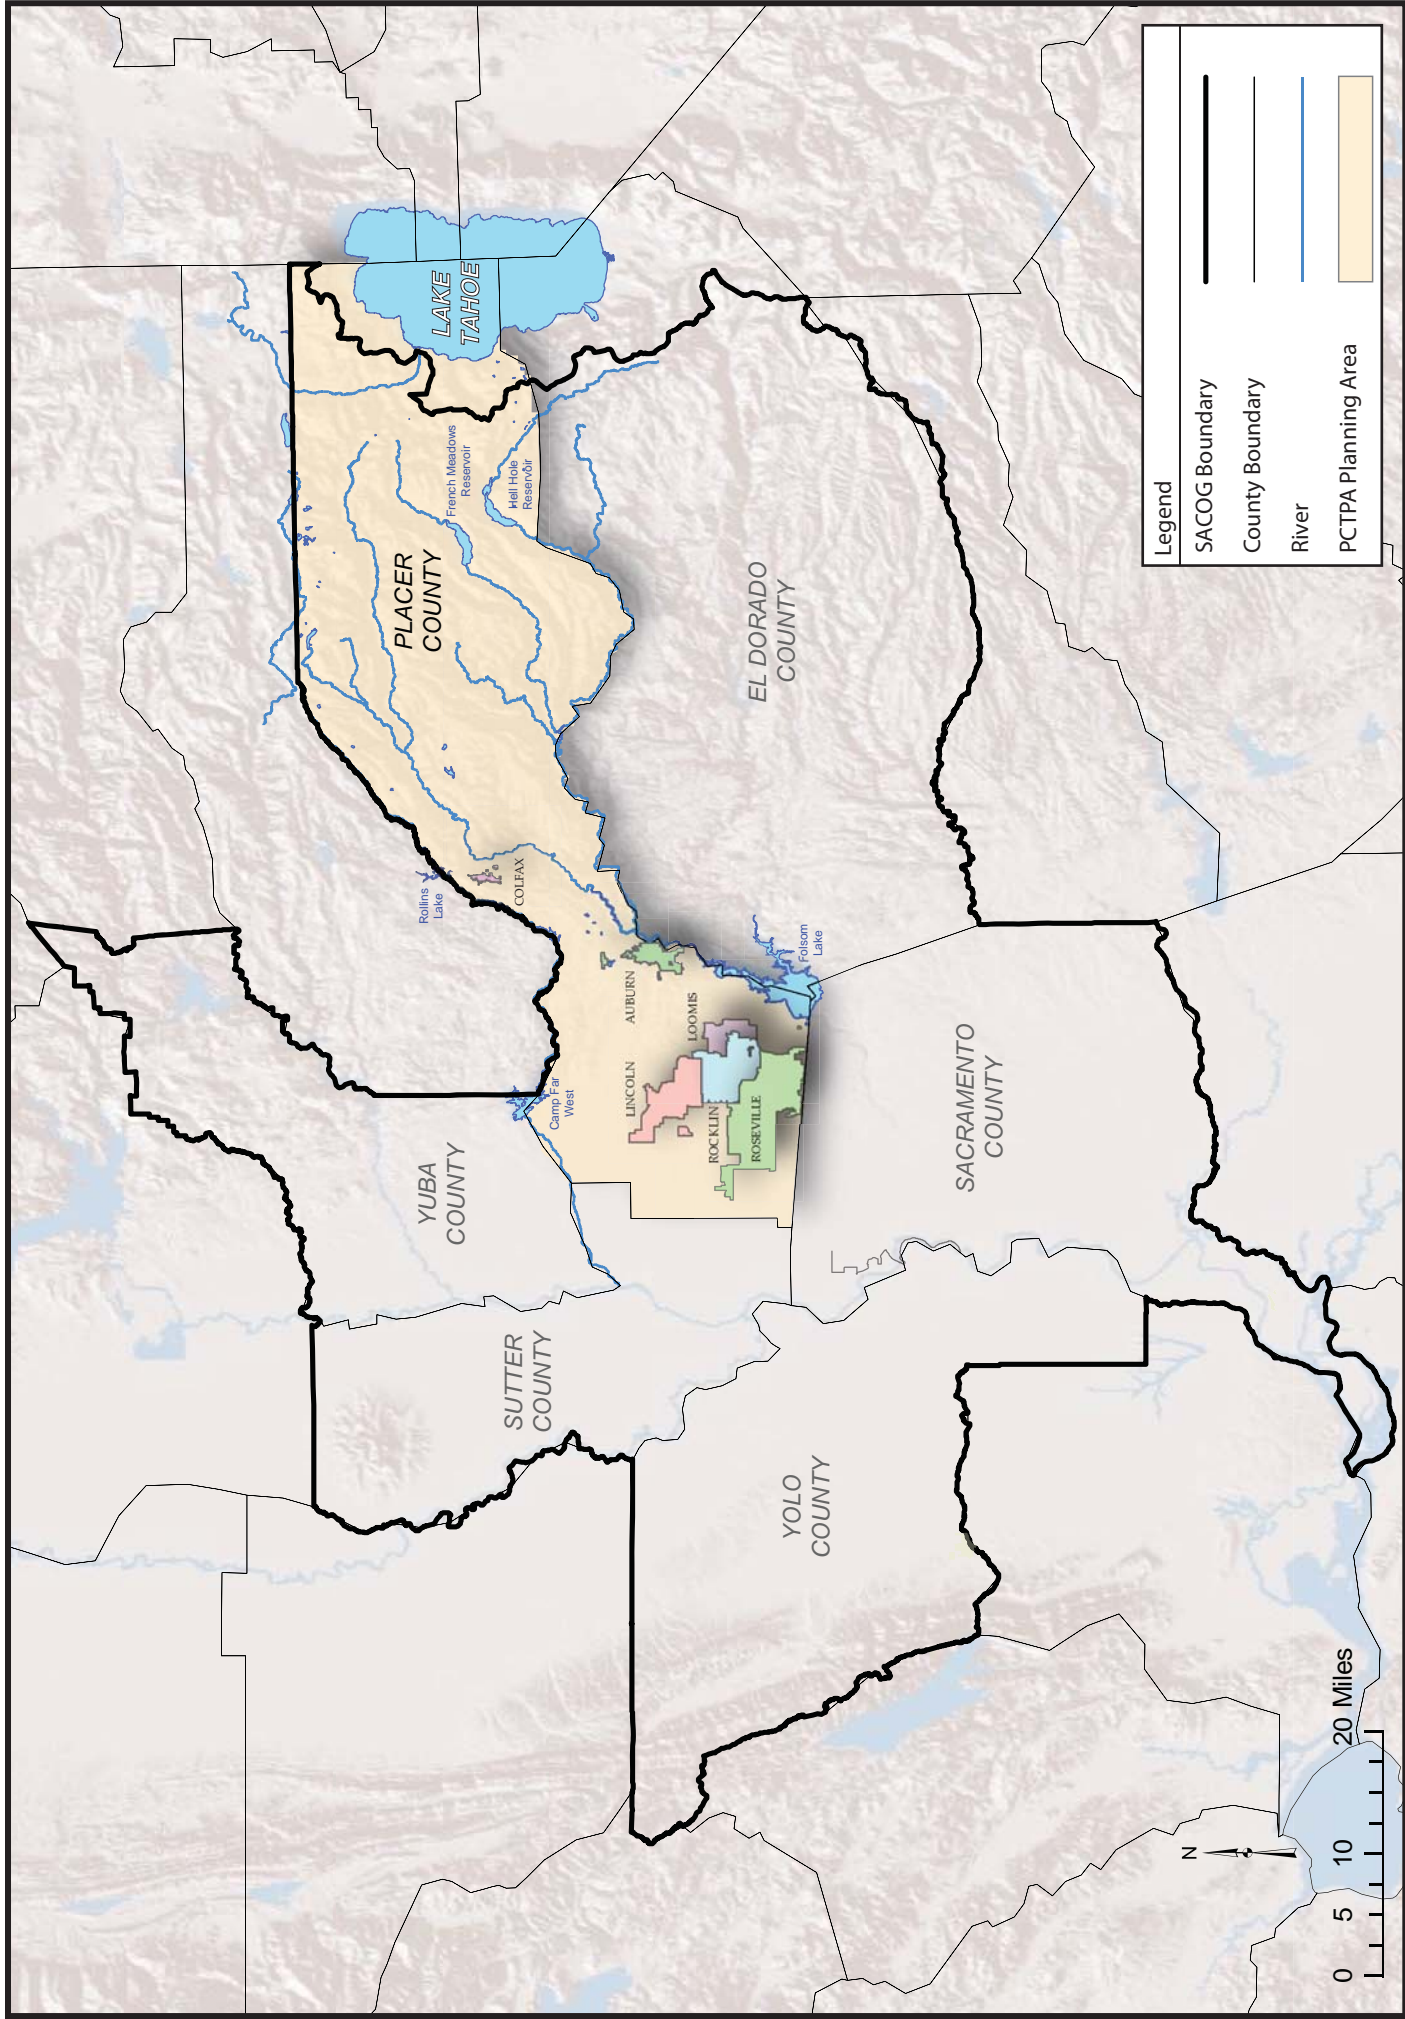 LAKE
TAHOE
PLACER
COUNTY
French Meadows
Reservoir
Hell Hole
Reservoir
EL DORADO
COUNTY
Rollins
Lake
COLFAX
AUBURN
Folsom
Lake
LOOMIS
LINCOLN
ROCKLIN
ROSEVILLE
Camp Far
West
YUBA
COUNTY
SUTTER
COUNTY
SACRAMENTO
COUNTY
YOLO
COUNTY
N
0 5 10 20 Miles
Legend
SACOG Boundary
County Boundary
River
PCTPA Planning Area